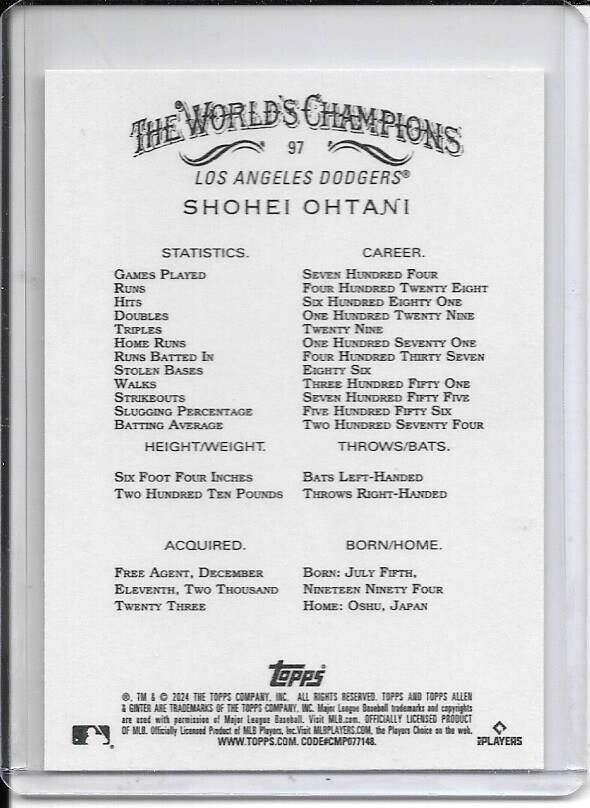 THE WORLD'S CHAMPIONS
97
LOS ANGELES DODGERS®
SHOHEI OHTANI
STATISTICS. CAREER.
GAMES PLAYED SEVEN HUNDRED FOUR
RUNS FOUR HUNDRED TWENTY EIGHT
HITS SIX HUNDRED EIGHTY ONE
DOUBLES ONE HUNDRED TWENTY NINE
TRIPLES TWENTY NINE
HOME RUNS ONE HUNDRED SEVENTY ONE
RUNS BATTED IN FOUR HUNDRED THIRTY SEVEN
STOLEN BASES EIGHTY SIX
WALKS THREE HUNDRED FIFTY ONE
STRIKEOUTS SEVEN HUNDRED FIFTY FIVE
SLUGGING PERCENTAGE FIVE HUNDRED FIFTY SIX
BATTING AVERAGE TWO HUNDRED SEVENTY FOUR
HEIGHT/WEIGHT. THROWS/BATS.
SIX FOOT FOUR INCHES BATS LEFT-HANDED
TWO HUNDRED TEN POUNDS THROWS RIGHT-HANDED
ACQUIRED. BORN/HOME.
FREE AGENT, DECEMBER BORN: JULY FIFTH,
ELEVENTH, TWO THOUSAND NINETEEN NINETY FOUR
TWENTY THREE HOME: OSHU, JAPAN
topps
®, TM & © 2024 THE TOPPS COMPANY, INC. ALL RIGHTS RESERVED. TOPPS AND TOPPS ALLEN
& GINTER ARE TRADEMARKS OF THE TOPPS COMPANY, INC. Major League Baseball trademarks and copyrights
are used with permission of Major League Baseball. Visit MLB.com. OFFICIALLY LICENSED PRODUCT
OF MLB. Officially Licensed Product of MLB Players, Inc. Visit MLBPLAYERS.COM, the Players Choice on the web.
WWW.TOPPS.COM. CODE#CMP077148.
PLAYERS